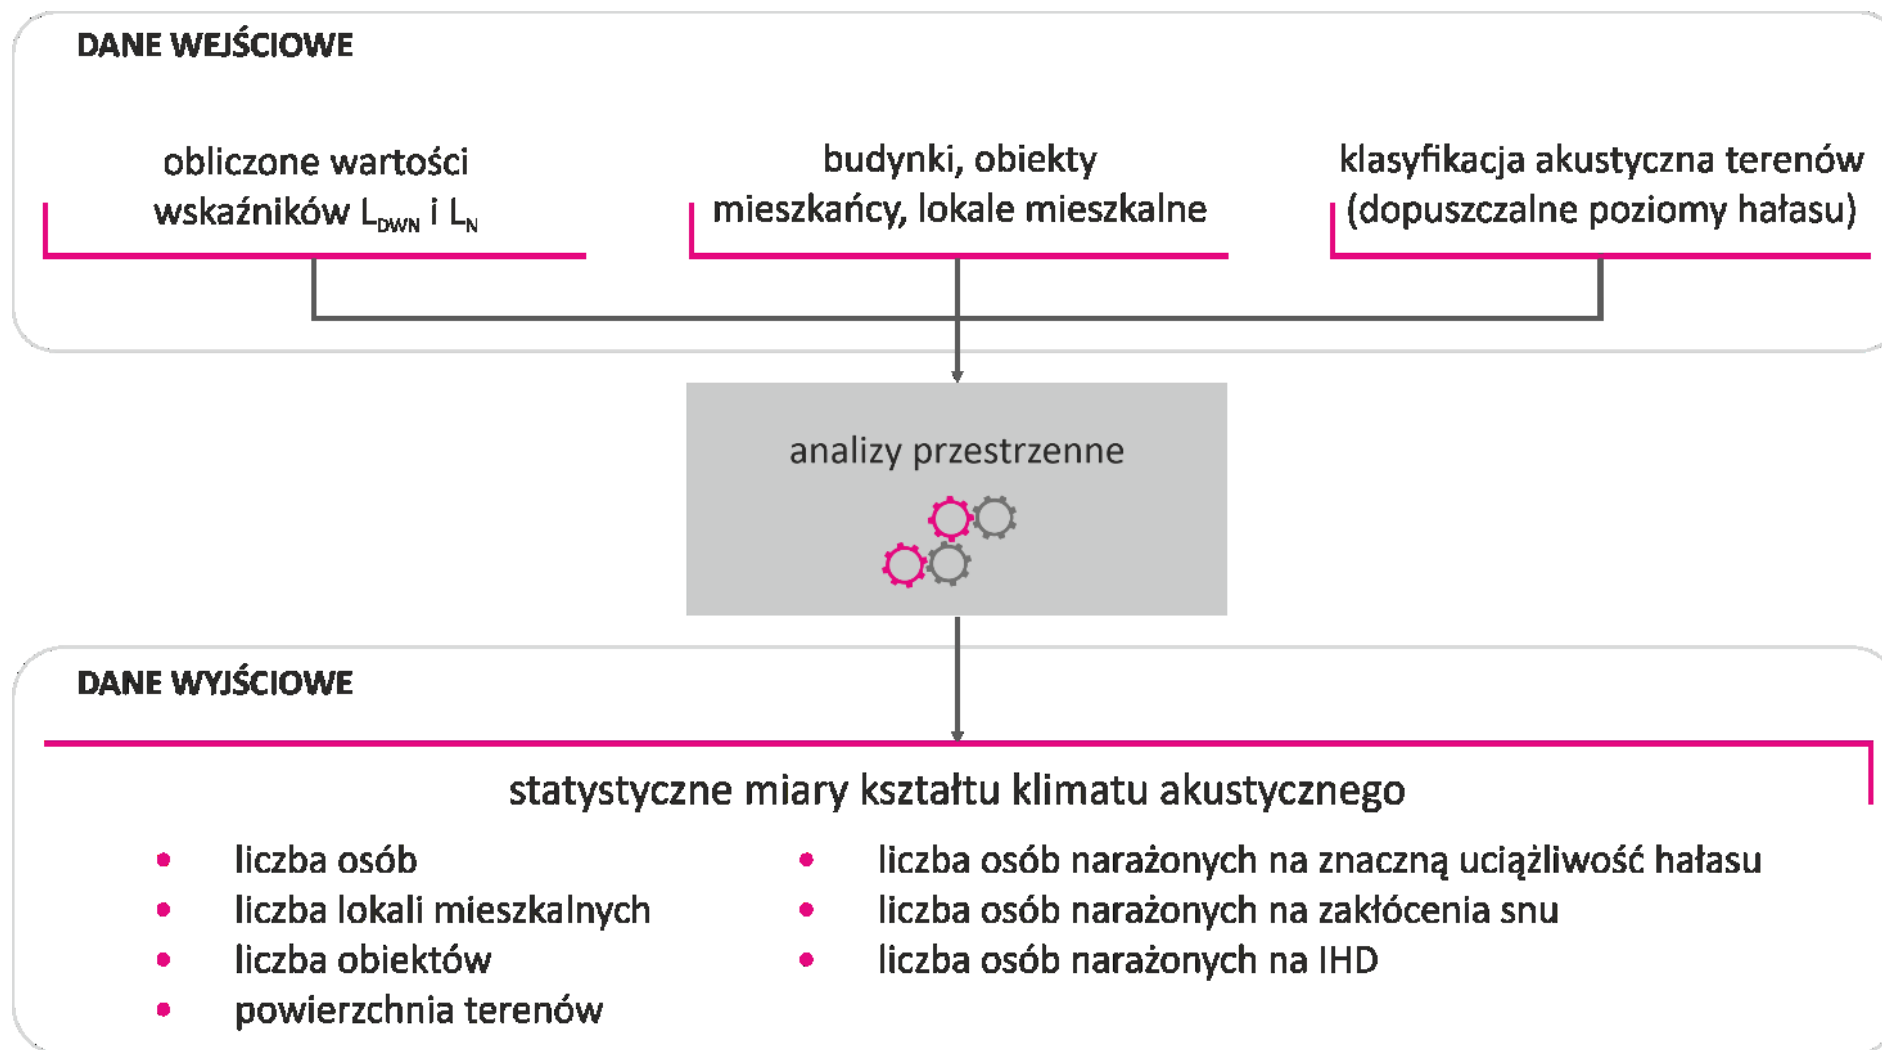 DANE WEJŚCIOWE
obliczone wartości
wskaźników LDWN i LN
budynki, obiekty
mieszkańcy, lokale mieszkalne
klasyfikacja akustyczna terenów
(dopuszczalne poziomy hałasu)
analizy przestrzenne
DANE WYJŚCIOWE
statystyczne miary kształtu klimatu akustycznego
• liczba osób
• liczba lokali mieszkalnych
• liczba obiektów
• powierzchnia terenów
• liczba osób narażonych na znaczną uciążliwość hałasu
• liczba osób narażonych na zakłócenia snu
• liczba osób narażonych na IHD